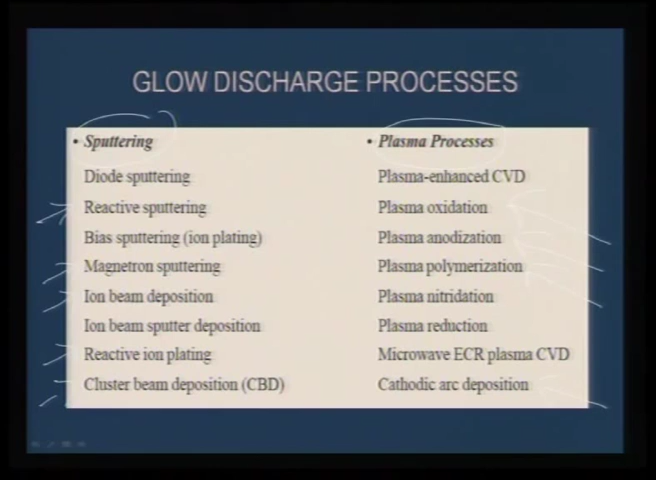 GLOW DISCHARGE PROCESSES
• Sputtering
Diode sputtering
Reactive sputtering
Bias sputtering (ion plating)
Magnetron sputtering
Ion beam deposition
Ion beam sputter deposition
Reactive ion plating
Cluster beam deposition (CBD)
• Plasma Processes
Plasma-enhanced CVD
Plasma oxidation
Plasma anodization
Plasma polymerization
Plasma nitridation
Plasma reduction
Microwave ECR plasma CVD
Cathodic arc deposition